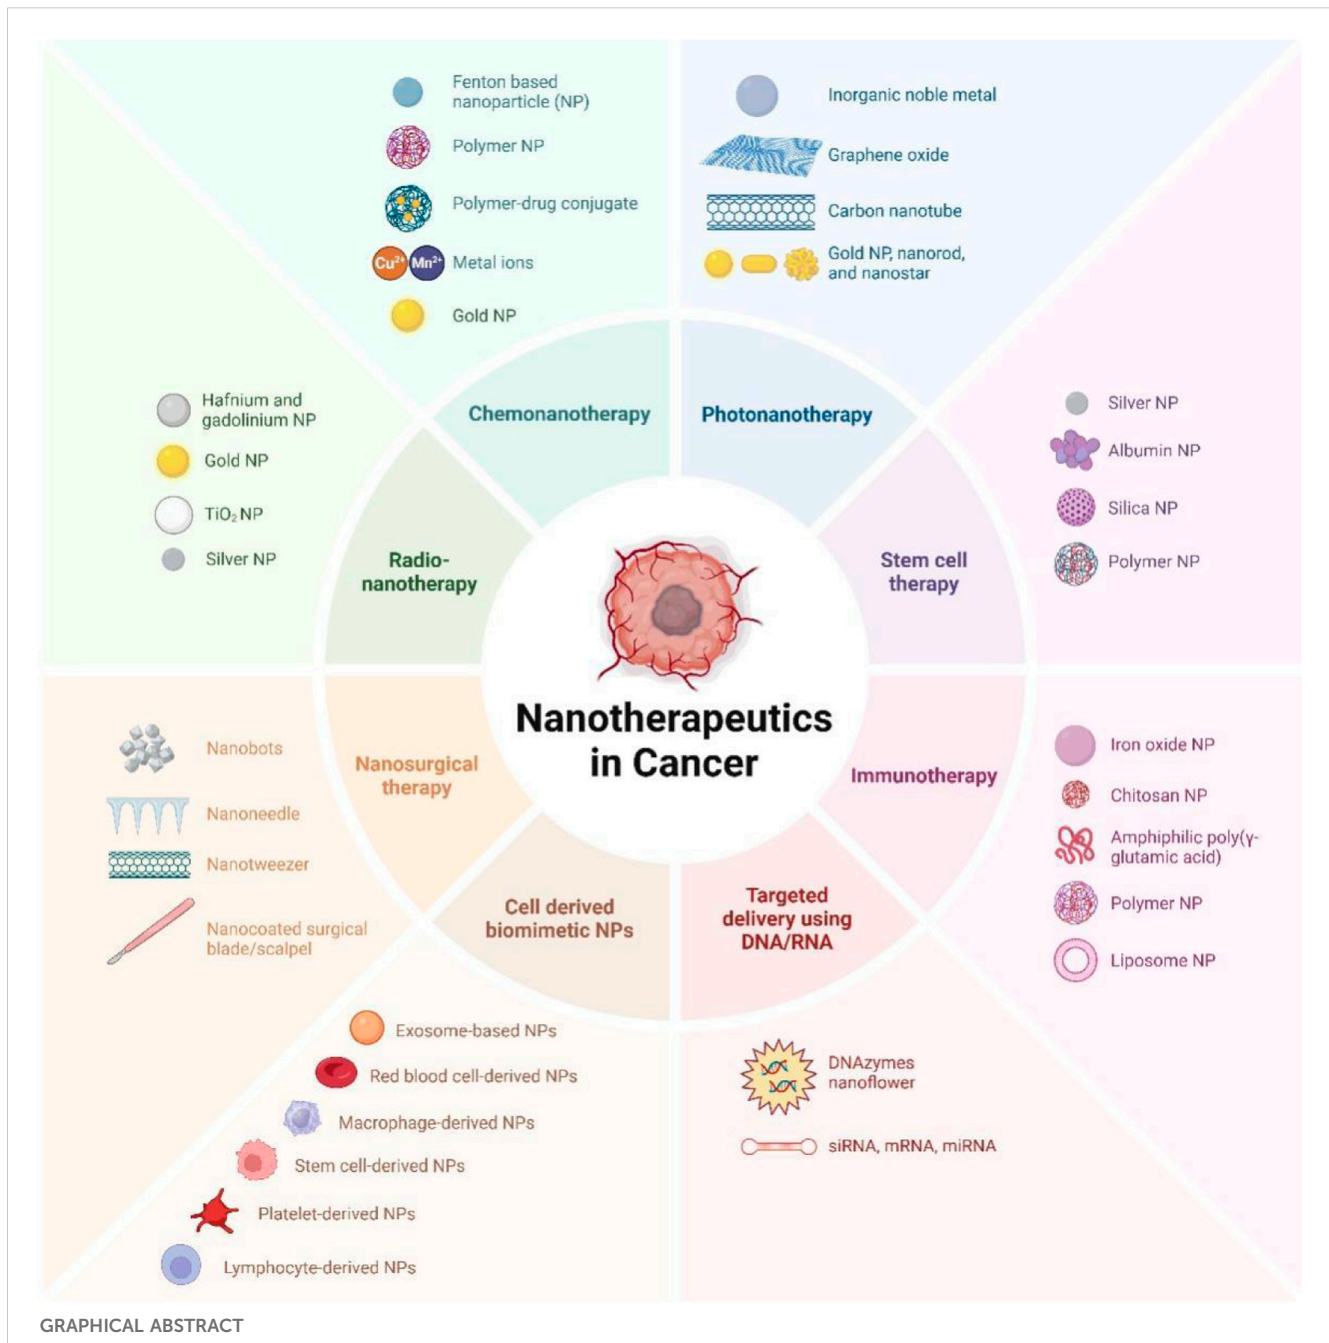 Fenton based
nanoparticle (NP)
Polymer NP
Polymer-drug conjugate
Cu²⁺ Mn²⁺ Metal ions
Gold NP
Inorganic noble metal
Graphene oxide
Carbon nanotube
Gold NP, nanorod,
and nanostar
Hafnium and
gadolinium NP
Gold NP
TiO₂ NP
Silver NP
Chemonanotherapy
Photonanotherapy
Silver NP
Albumin NP
Silica NP
Polymer NP
Radio-
nanotherapy
Stem cell
therapy
Nanotherapeutics
in Cancer
Nanobots
Nanoneedle
Nanotweezer
Nanocoated surgical
blade/scalpel
Nanosurgical
therapy
Immunotherapy
Iron oxide NP
Chitosan NP
Amphiphilic poly(γ-
glutamic acid)
Polymer NP
Liposome NP
Cell derived
biomimetic NPs
Targeted
delivery using
DNA/RNA
Exosome-based NPs
Red blood cell-derived NPs
Macrophage-derived NPs
Stem cell-derived NPs
Platelet-derived NPs
Lymphocyte-derived NPs
DNAzymes
nanoflower
siRNA, mRNA, miRNA
GRAPHICAL ABSTRACT